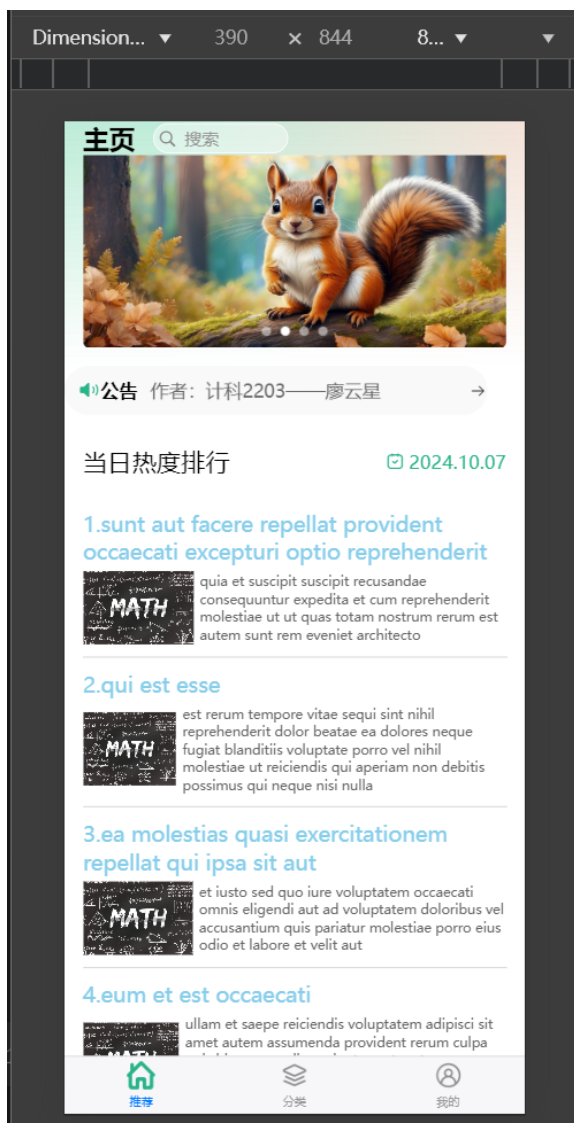 Dimension... ▼ 390 × 844 8... ▼ ▼
主页 搜索
公告 作者：计科2203——廖云星 →
当日热度排行 2024.10.07
1.sunt aut facere repellat provident
occaecati excepturi optio reprehenderit
MATH
quia et suscipit suscipit recusandae
consequuntur expedita et cum reprehenderit
molestiae ut ut quas totam nostrum rerum est
autem sunt rem eveniet architecto
2.qui est esse
MATH
est rerum tempore vitae sequi sint nihil
reprehenderit dolor beatae ea dolores neque
fugiat blanditiis voluptate porro vel nihil
molestiae ut reiciendis qui aperiam non debitis
possimus qui neque nisi nulla
3.ea molestias quasi exercitationem
repellat qui ipsa sit aut
MATH
et iusto sed quo iure voluptatem occaecati
omnis eligendi aut ad voluptatem doloribus vel
accusantium quis pariatur molestiae porro eius
odio et labore et velit aut
4.eum et est occaecati
ullam et saepe reiciendis voluptatem adipisci sit
amet autem assumenda provident rerum culpa
推荐 分类 我的